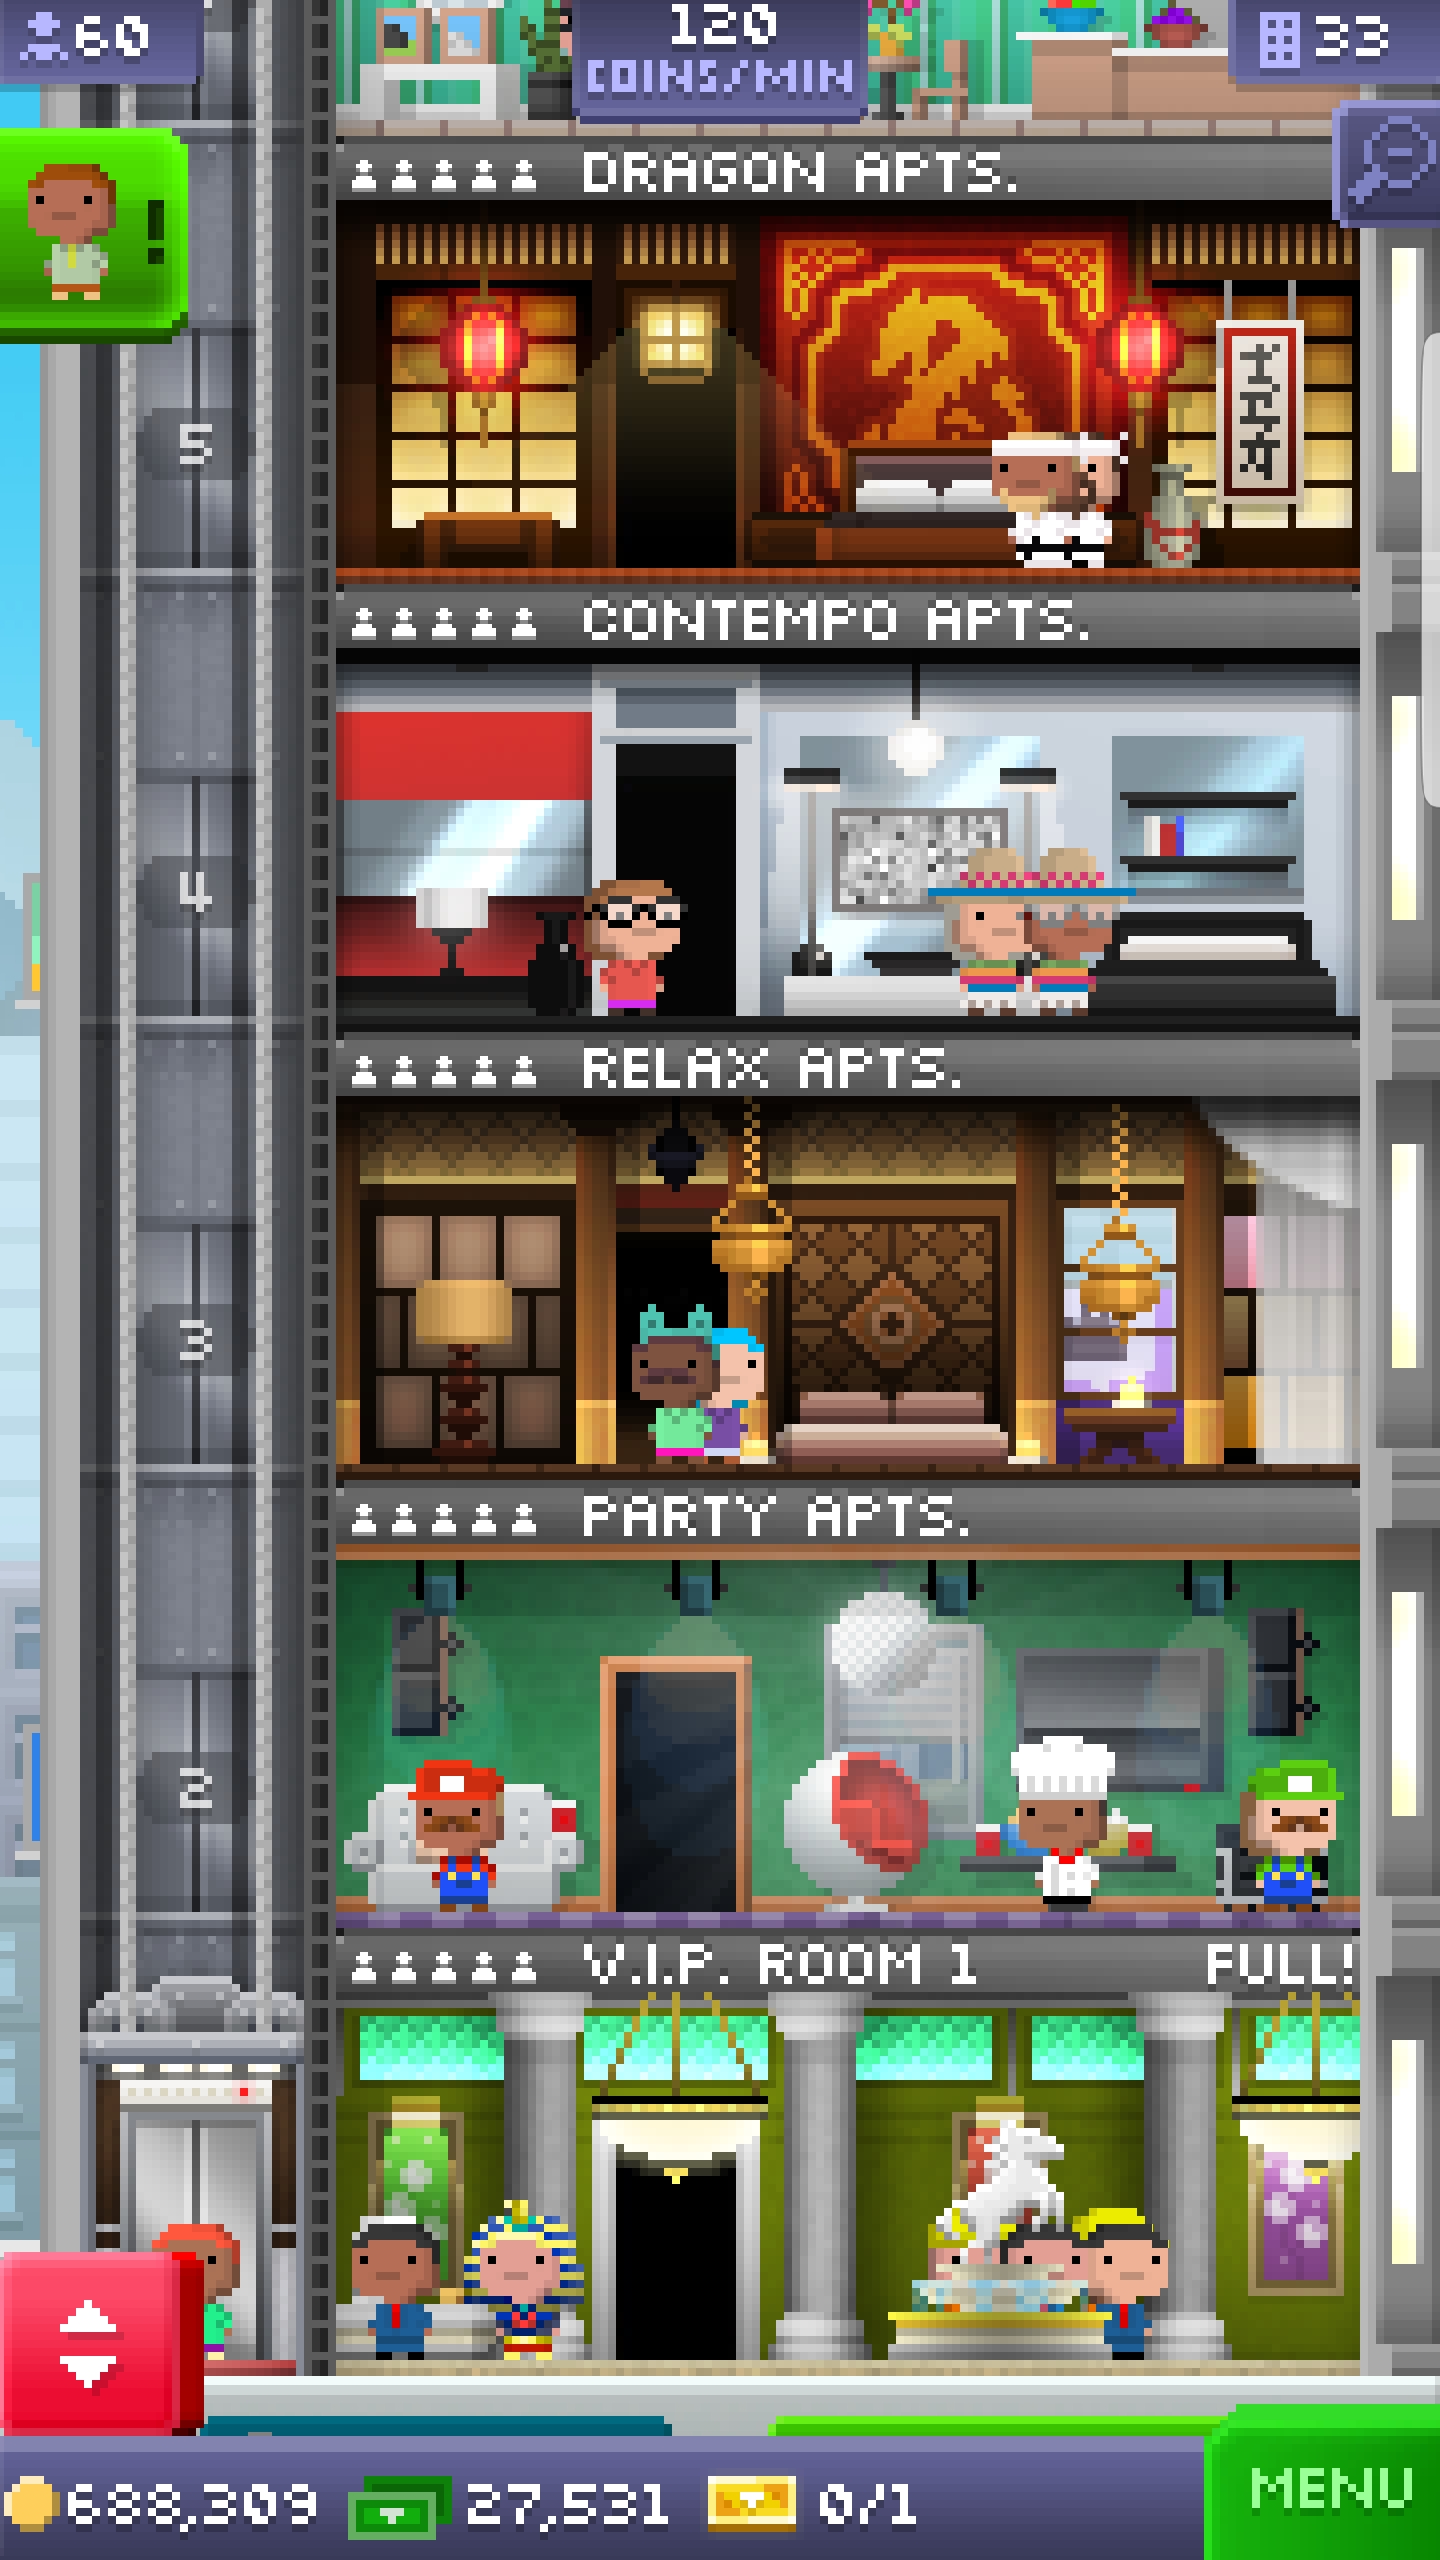 60
120
COINS/MIN
33
!
DRAGON APTS.
5
CONTEMPO APTS.
4
RELAX APTS.
3
PARTY APTS.
2
V.I.P. ROOM 1 FULL!
688,309 27,531 0/1 MENU